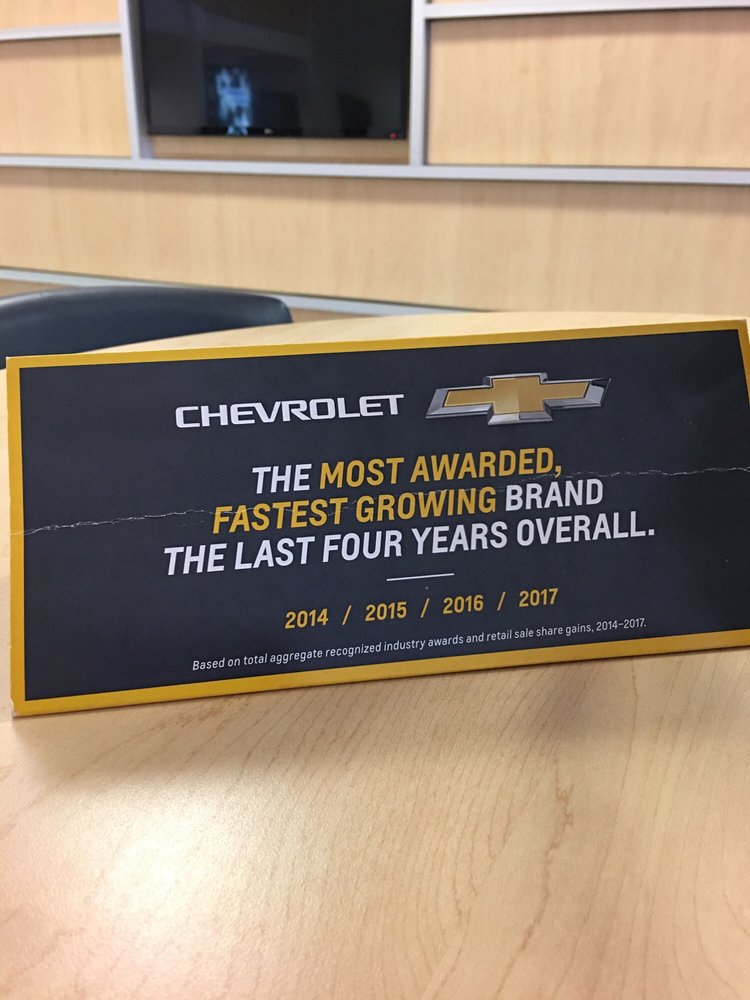 CHEVROLET
THE MOST AWARDED,
FASTEST GROWING BRAND
THE LAST FOUR YEARS OVERALL.
2014 / 2015 / 2016 / 2017
Based on total aggregate recognized industry awards and retail sale share gains, 2014–2017.